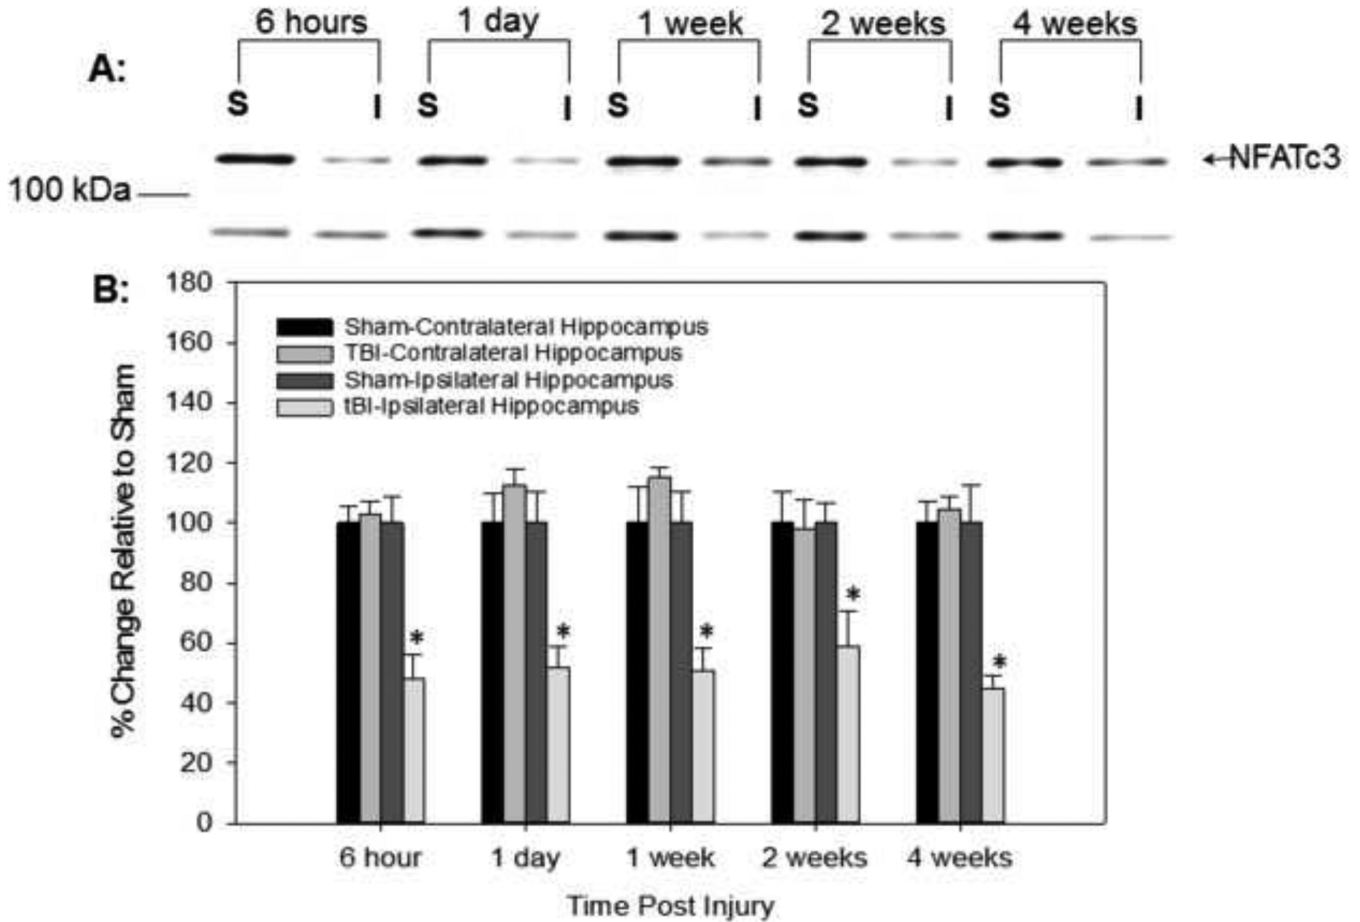 6 hours 1 day 1 week 2 weeks 4 weeks
A:
S I S I S I S I S I
←NFATc3
100 kDa
B:
180
160
140
120
100
80
60
40
20
0
% Change Relative to Sham
Sham-Contralateral Hippocampus
TBI-Contralateral Hippocampus
Sham-Ipsilateral Hippocampus
tBI-Ipsilateral Hippocampus
* * * * *
6 hour 1 day 1 week 2 weeks 4 weeks
Time Post Injury